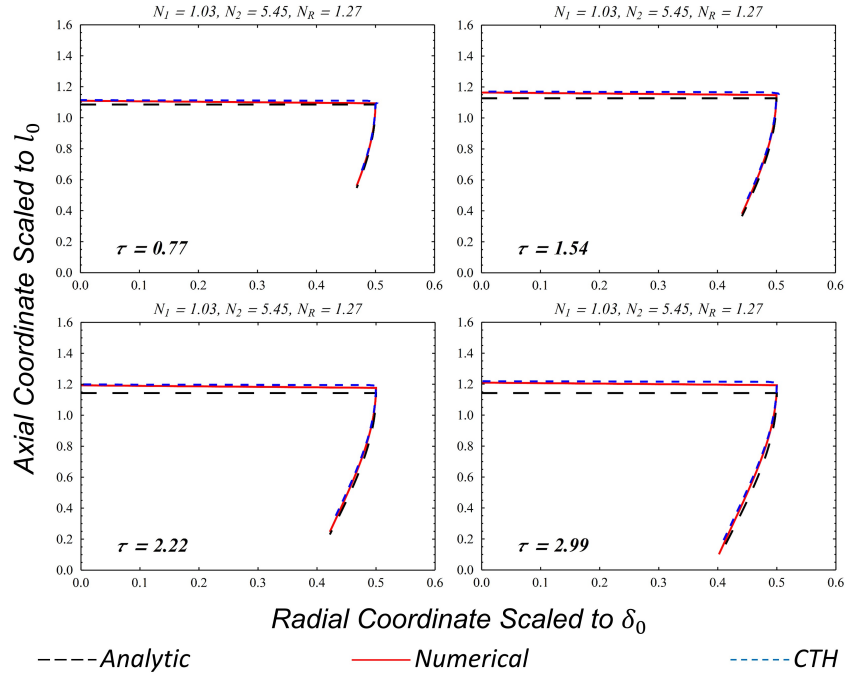 N₁ = 1.03, N₂ = 5.45, N_R = 1.27
N₁ = 1.03, N₂ = 5.45, N_R = 1.27
1.6
1.4
1.2
1.0
0.8
0.6
0.4
0.2
0.0
τ = 0.77
0.0 0.1 0.2 0.3 0.4 0.5 0.6
1.6
1.4
1.2
1.0
0.8
0.6
0.4
0.2
0.0
τ = 1.54
0.0 0.1 0.2 0.3 0.4 0.5 0.6
Axial Coordinate Scaled to l₀
N₁ = 1.03, N₂ = 5.45, N_R = 1.27
N₁ = 1.03, N₂ = 5.45, N_R = 1.27
1.6
1.4
1.2
1.0
0.8
0.6
0.4
0.2
0.0
τ = 2.22
0.0 0.1 0.2 0.3 0.4 0.5 0.6
1.6
1.4
1.2
1.0
0.8
0.6
0.4
0.2
0.0
τ = 2.99
0.0 0.1 0.2 0.3 0.4 0.5 0.6
Radial Coordinate Scaled to δ₀
Analytic
Numerical
CTH